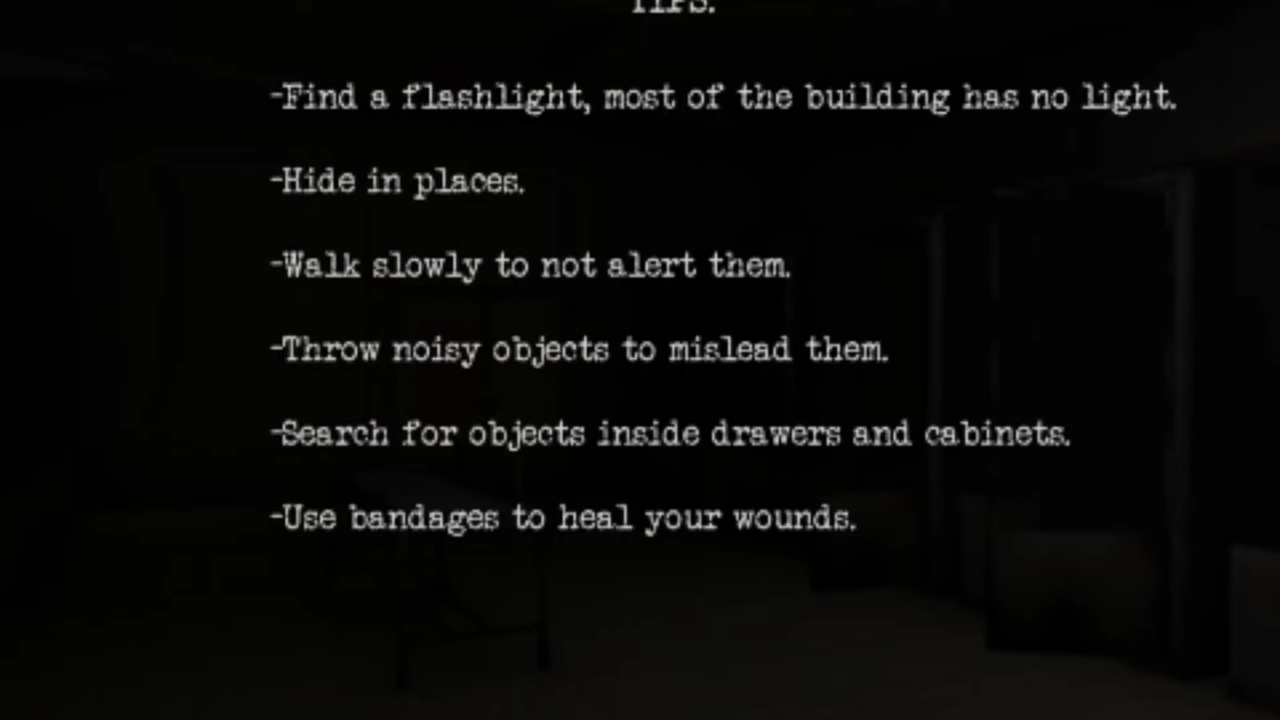 TIPS:
-Find a flashlight, most of the building has no light.
-Hide in places.
-Walk slowly to not alert them.
-Throw noisy objects to mislead them.
-Search for objects inside drawers and cabinets.
-Use bandages to heal your wounds.